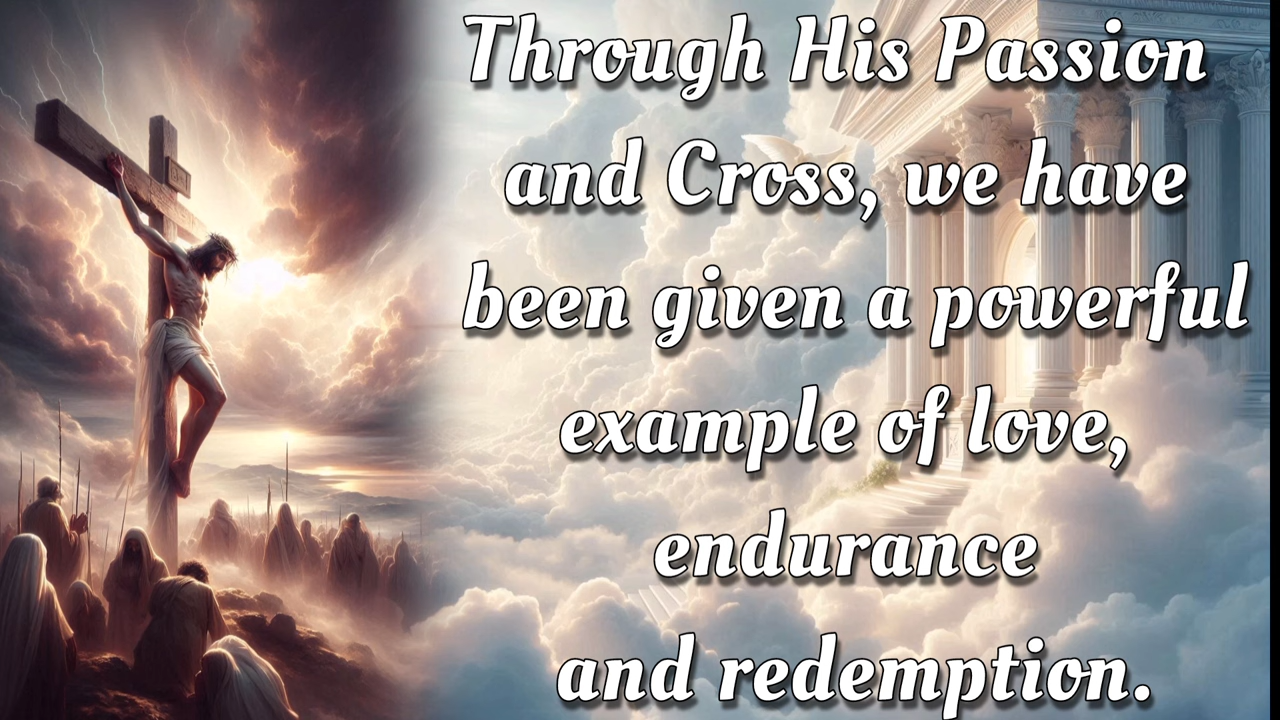 Through His Passion
and Cross, we have
been given a powerful
example of love,
endurance
and redemption.